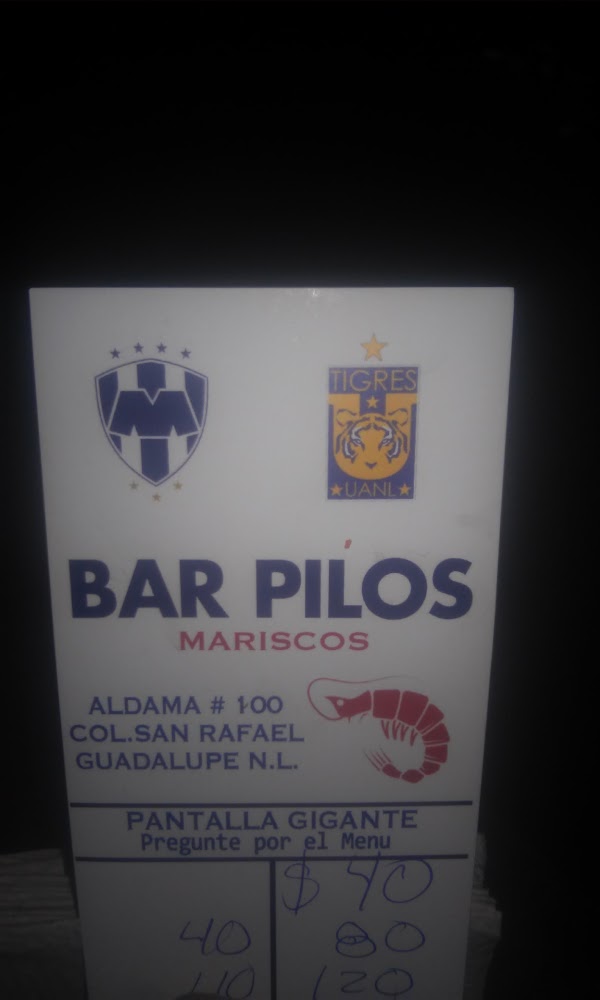 M
TIGRES
UANL
BAR PILOS
MARISCOS
ALDAMA # 100
COL.SAN RAFAEL
GUADALUPE N.L.
PANTALLA GIGANTE
Pregunte por el Menu
$ 40
40 80
40 120